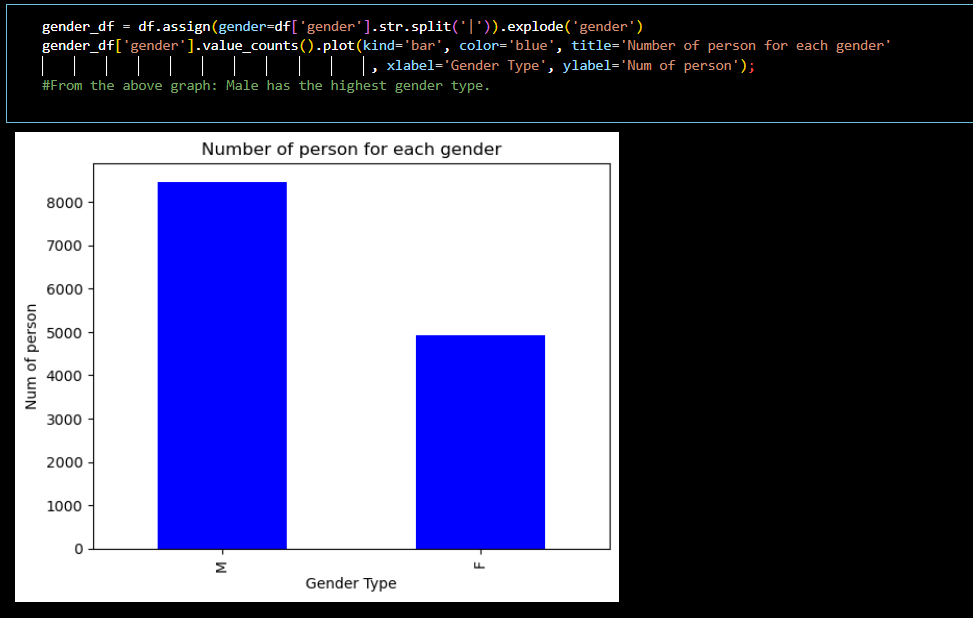 gender_df = df.assign(gender=df['gender'].str.split('|')).explode('gender')
gender_df['gender'].value_counts().plot(kind='bar', color='blue', title='Number of person for each gender'
, xlabel='Gender Type', ylabel='Num of person');
#From the above graph: Male has the highest gender type.
Number of person for each gender
Num of person
8000
7000
6000
5000
4000
3000
2000
1000
0
M
F
Gender Type